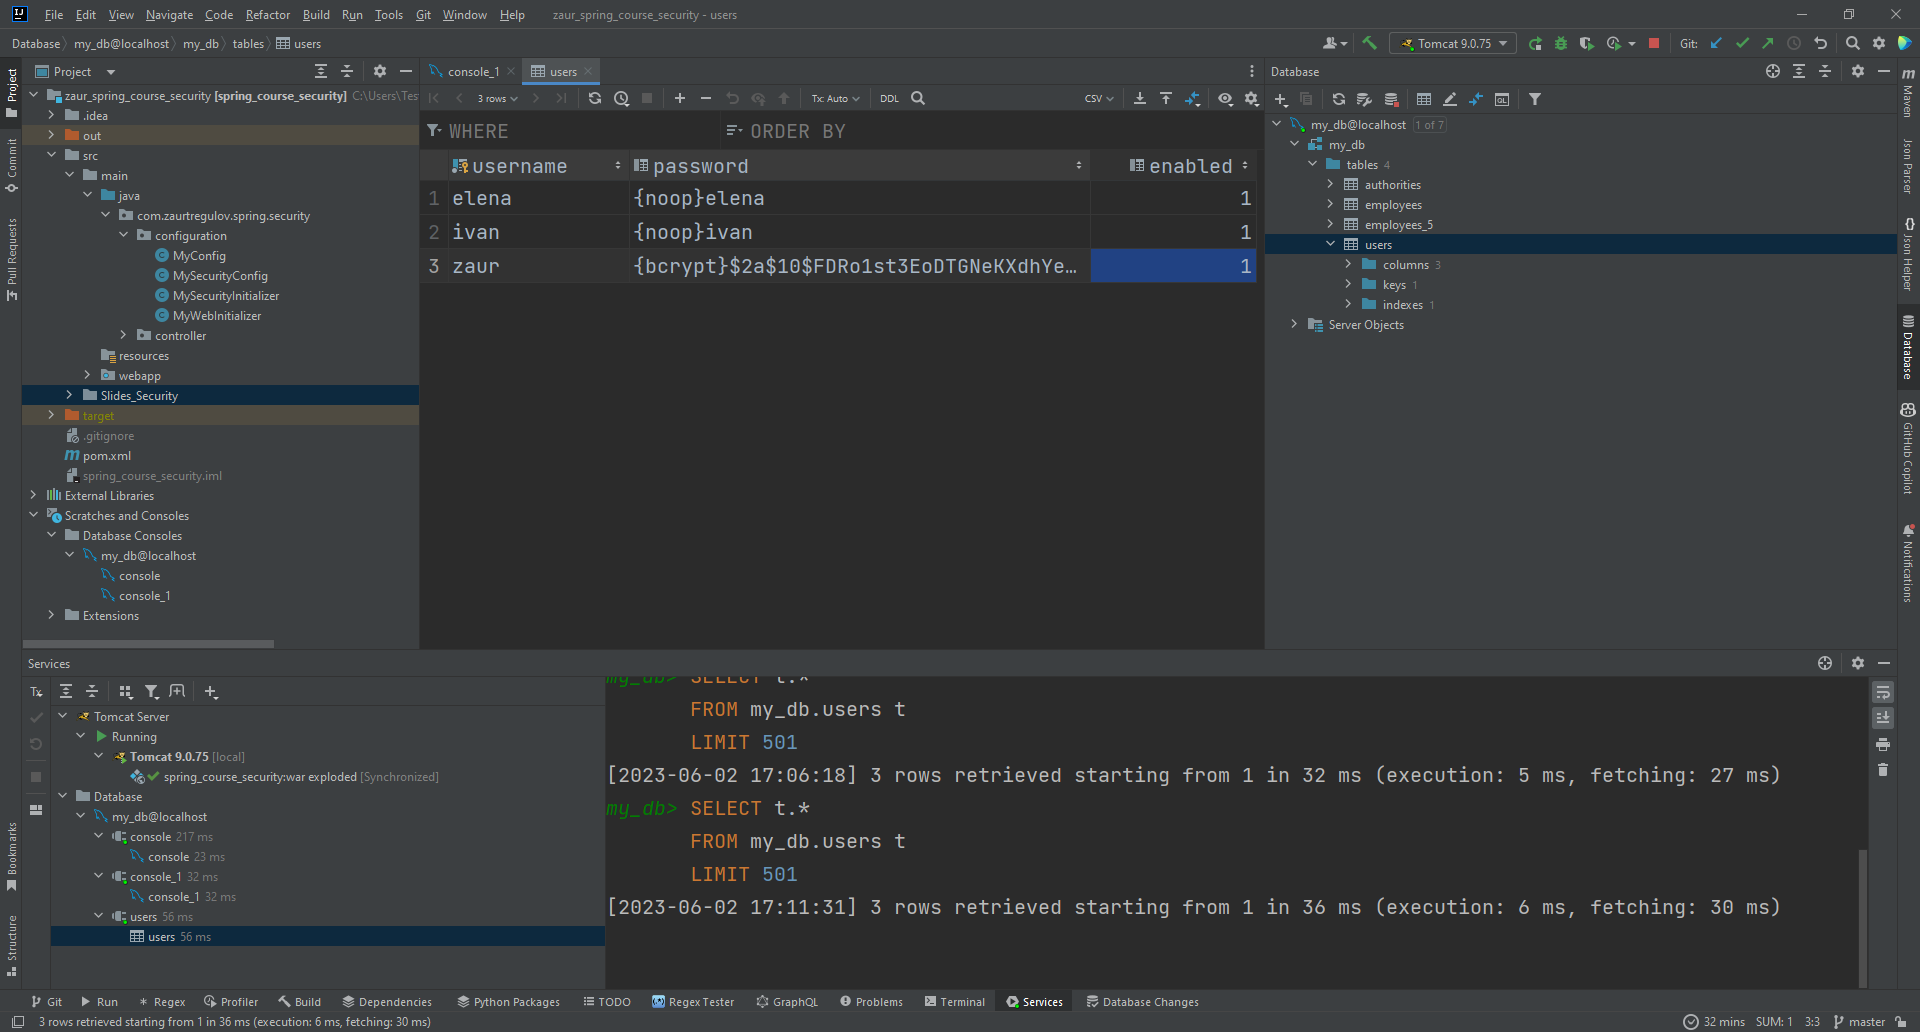 File Edit View Navigate Code Refactor Build Run Tools Git Window Help zaur_spring_course_security - users
Database my_db@localhost my_db tables users
Tomcat 9.0.75 Git:
Project
console_1 users
Database
3 rows Tx: Auto DDL CSV
WHERE ORDER BY
username password enabled
1 elena {noop}elena 1
2 ivan {noop}ivan 1
3 zaur {bcrypt}$2a$10$FDRo1st3EoDTGNeKXdhYe... 1
zaur_spring_course_security [spring_course_security] C:\Users\Tes
.idea
out
src
main
java
com.zaurtregulov.spring.security
configuration
MyConfig
MySecurityConfig
MySecurityInitializer
MyWebInitializer
controller
resources
webapp
Slides_Security
target
.gitignore
pom.xml
spring_course_security.iml
External Libraries
Scratches and Consoles
Database Consoles
my_db@localhost
console
console_1
Extensions
my_db@localhost 1 of 7
my_db
tables 4
authorities
employees
employees_5
users
columns 3
keys 1
indexes 1
Server Objects
Project
Commit
Pull Requests
Bookmarks
Structure
Maven
Json Parser
Json Helper
Database
GitHub Copilot
Notifications
Services
Tx
Tomcat Server
Running
Tomcat 9.0.75 [local]
spring_course_security:war exploded [Synchronized]
Database
my_db@localhost
console 217 ms
console 23 ms
console_1 32 ms
console_1 32 ms
users 56 ms
users 56 ms
my_db> SELECT t.*
FROM my_db.users t
LIMIT 501
[2023-06-02 17:06:18] 3 rows retrieved starting from 1 in 32 ms (execution: 5 ms, fetching: 27 ms)
my_db> SELECT t.*
FROM my_db.users t
LIMIT 501
[2023-06-02 17:11:31] 3 rows retrieved starting from 1 in 36 ms (execution: 6 ms, fetching: 30 ms)
Git Run Regex Profiler Build Dependencies Python Packages TODO Regex Tester GraphQL Problems Terminal Services Database Changes
3 rows retrieved starting from 1 in 36 ms (execution: 6 ms, fetching: 30 ms) 32 mins SUM: 1 3:3 master